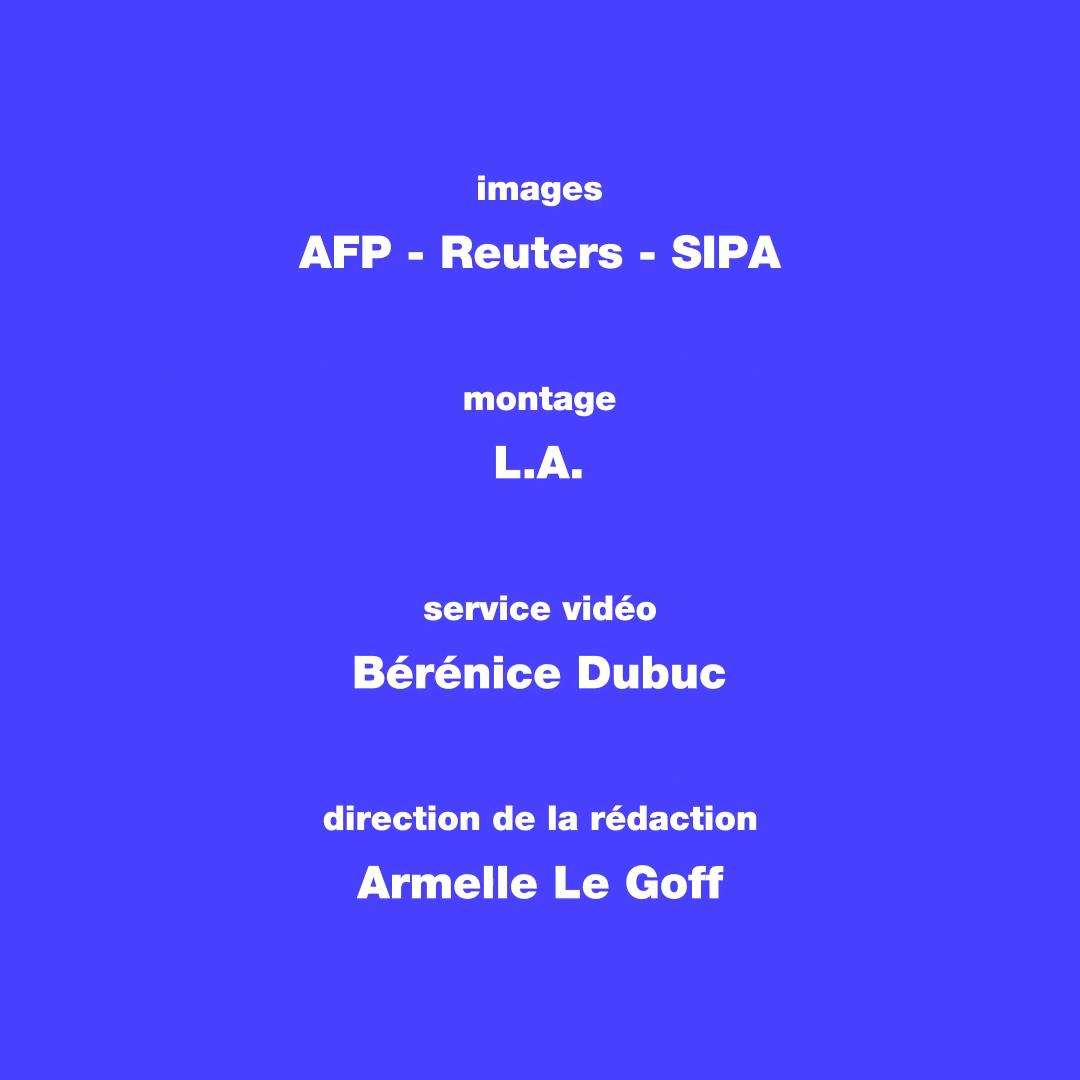 images
AFP - Reuters - SIPA
montage
L.A.
service vidéo
Bérénice Dubuc
direction de la rédaction
Armelle Le Goff